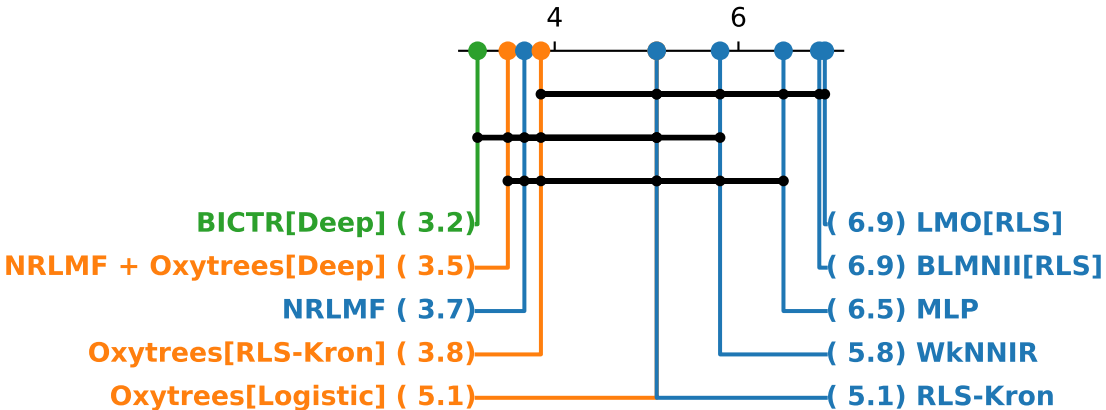 4 6
BICTR[Deep] ( 3.2) ( 6.9) LMO[RLS]
NRLMF + Oxytrees[Deep] ( 3.5) ( 6.9) BLMNII[RLS]
NRLMF ( 3.7) ( 6.5) MLP
Oxytrees[RLS-Kron] ( 3.8) ( 5.8) WkNNIR
Oxytrees[Logistic] ( 5.1) ( 5.1) RLS-Kron